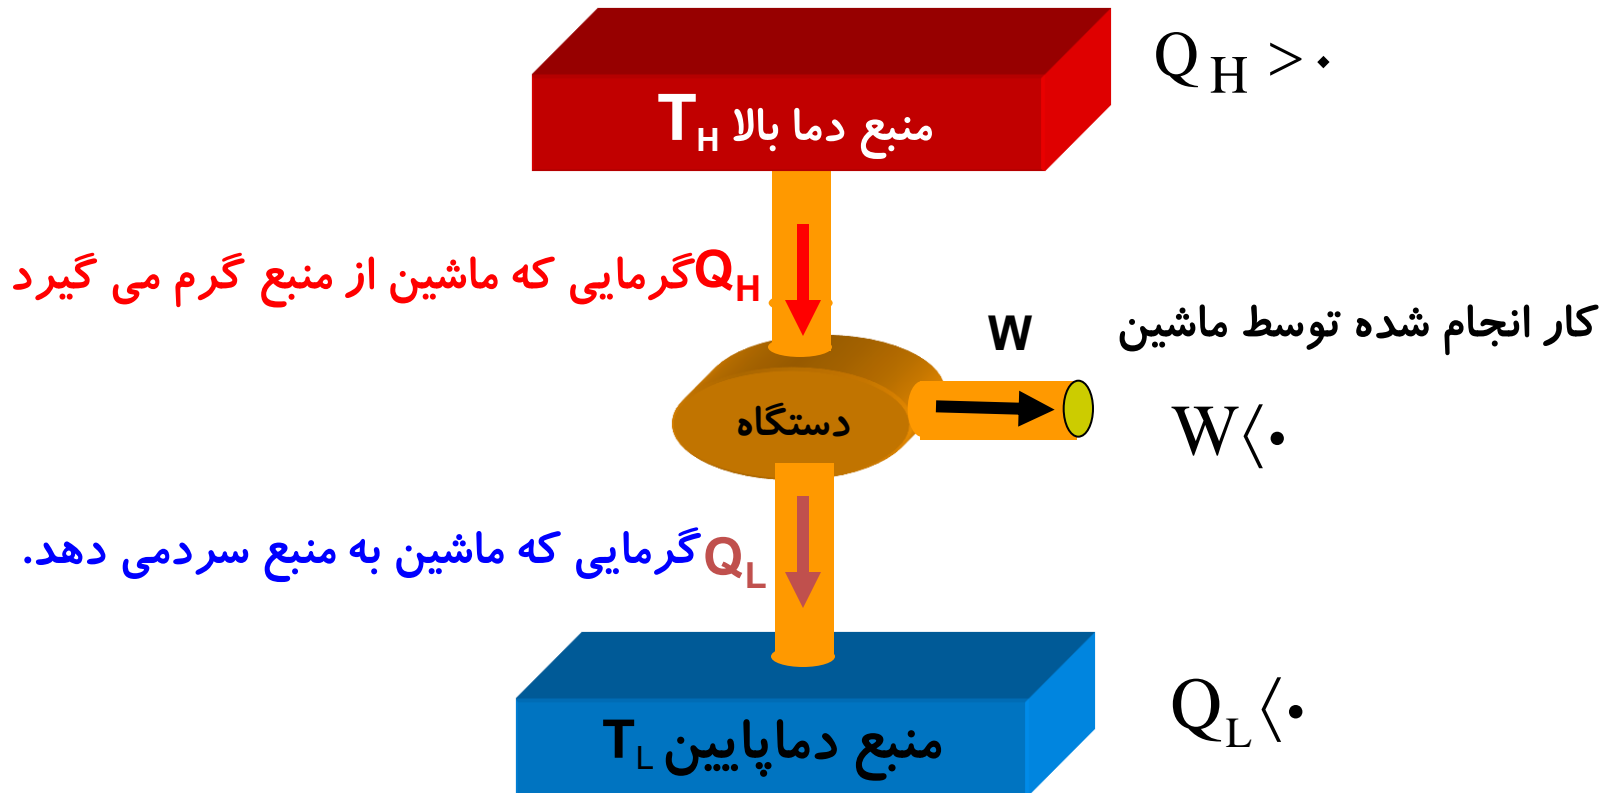 Q_H > ۰
منبع دما بالا T_H
Q_H گرمایی که ماشین از منبع گرم می گیرد
W
کار انجام شده توسط ماشین
دستگاه
W〈۰
Q_L گرمایی که ماشین به منبع سردمی دهد.
Q_L〈۰
منبع دماپایین T_L